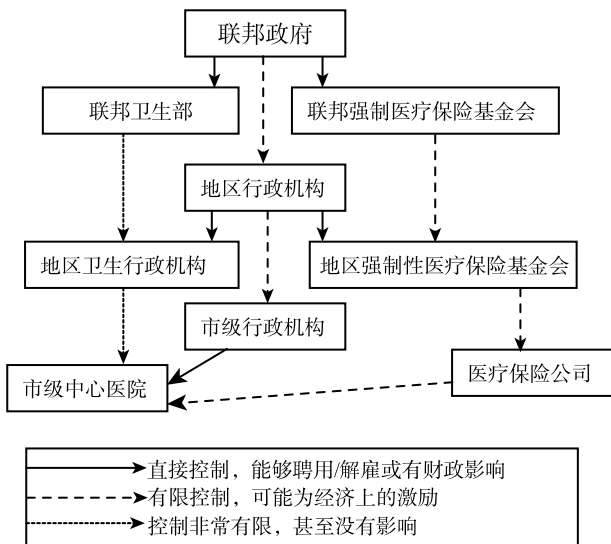 联邦政府
联邦卫生部
联邦强制医疗保险基金会
地区行政机构
地区卫生行政机构
地区强制性医疗保险基金会
市级行政机构
市级中心医院
医疗保险公司
直接控制，能够聘用/解雇或有财政影响
有限控制，可能为经济上的激励
控制非常有限，甚至没有影响